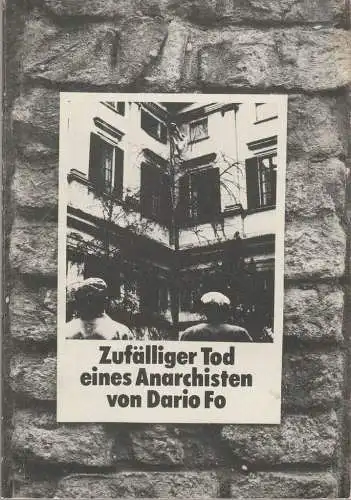 Zufälliger Tod
eines Anarchisten
von Dario Fo